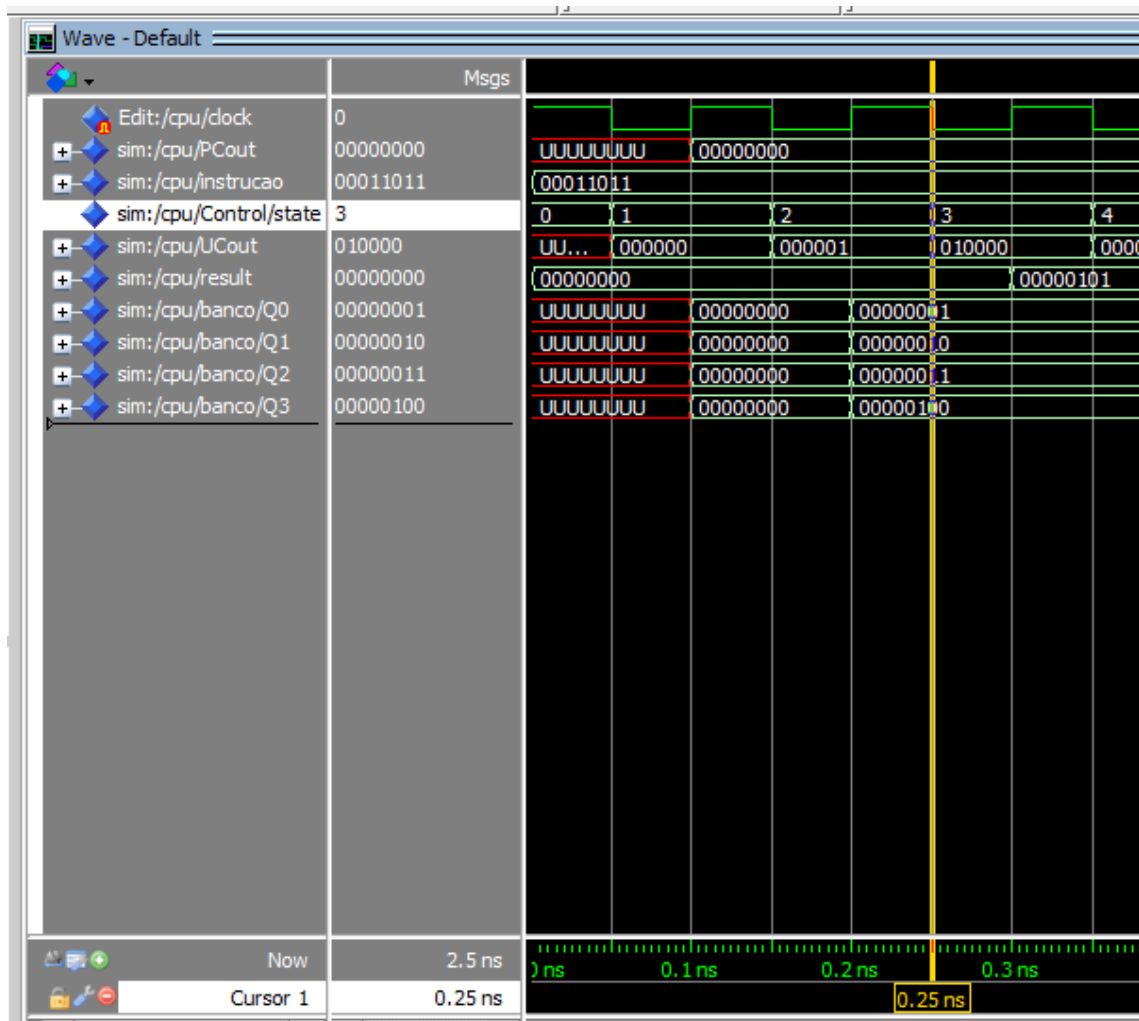 Wave - Default
Msgs
Edit:/cpu/clock 0
sim:/cpu/PCout 00000000 UUUUUUUU 00000000
sim:/cpu/instrucao 00011011 00011011
sim:/cpu/Control/state 3 0 1 2 3 4
sim:/cpu/UCout 010000 UU... 000000 000001 010000 0000
sim:/cpu/result 00000000 00000000 00000101
sim:/cpu/banco/Q0 00000001 UUUUUUUU 00000000 00000001
sim:/cpu/banco/Q1 00000010 UUUUUUUU 00000000 00000010
sim:/cpu/banco/Q2 00000011 UUUUUUUU 00000000 00000011
sim:/cpu/banco/Q3 00000100 UUUUUUUU 00000000 00000100
Now 2.5 ns ns 0.1 ns 0.2 ns 0.3 ns
Cursor 1 0.25 ns 0.25 ns